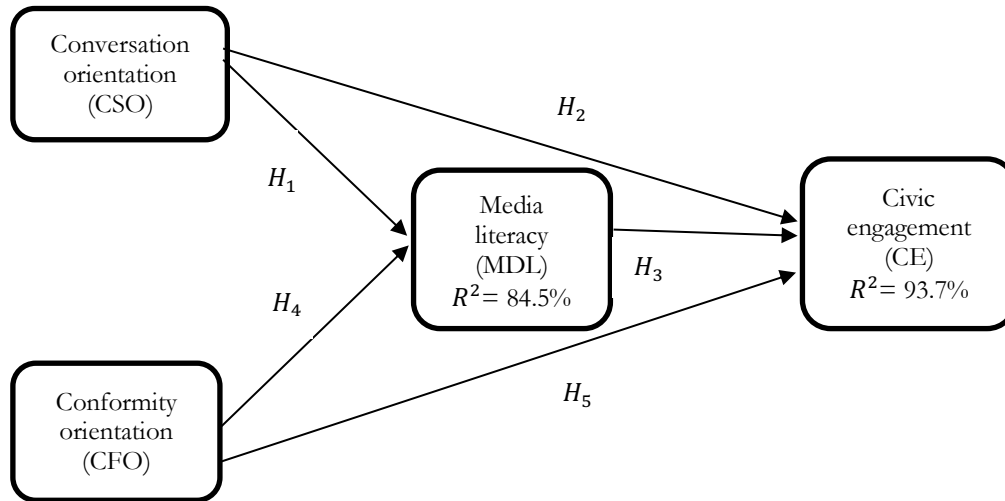 Conversation
orientation
(CSO)
H₂
H₁
Media
literacy
(MDL)
R²= 84.5%
Civic
engagement
(CE)
R²= 93.7%
H₃
H₄
H₅
Conformity
orientation
(CFO)